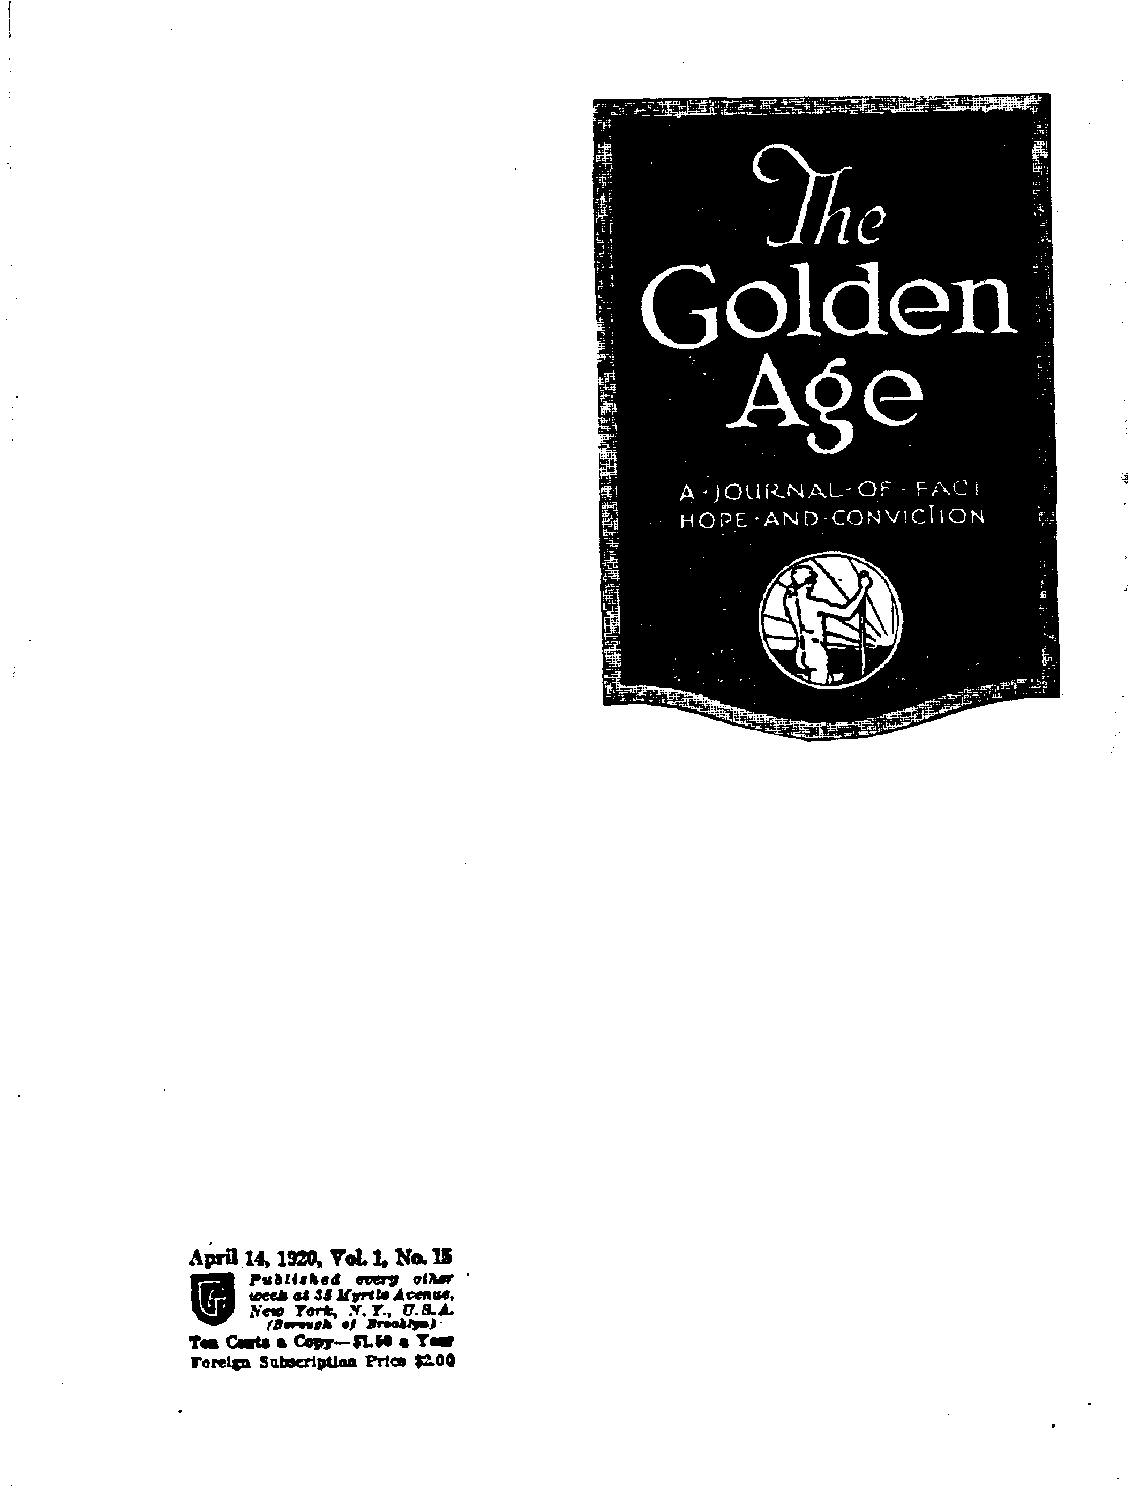 The
Golden
Age
A·JOURNAL·OF·FACT
HOPE·AND·CONVICTION
April 14, 1920, Vol. 1, No. 15
Published every other
week at 35 Myrtle Avenue,
New York, N. Y., U.S.A.
(Borough of Brooklyn)
Ten Cents a Copy—$1.50 a Year
Foreign Subscription Price $2.00